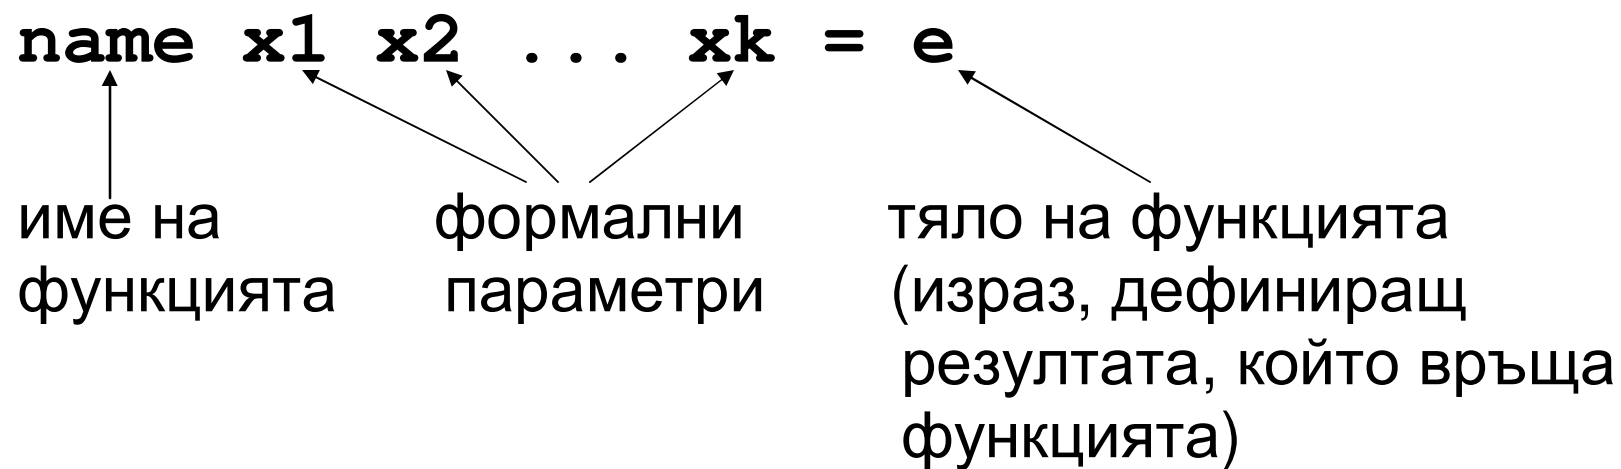 name x1 x2 ... xk = e
име на формални тяло на функцията
функцията параметри (израз, дефиниращ
резултата, който връща
функцията)